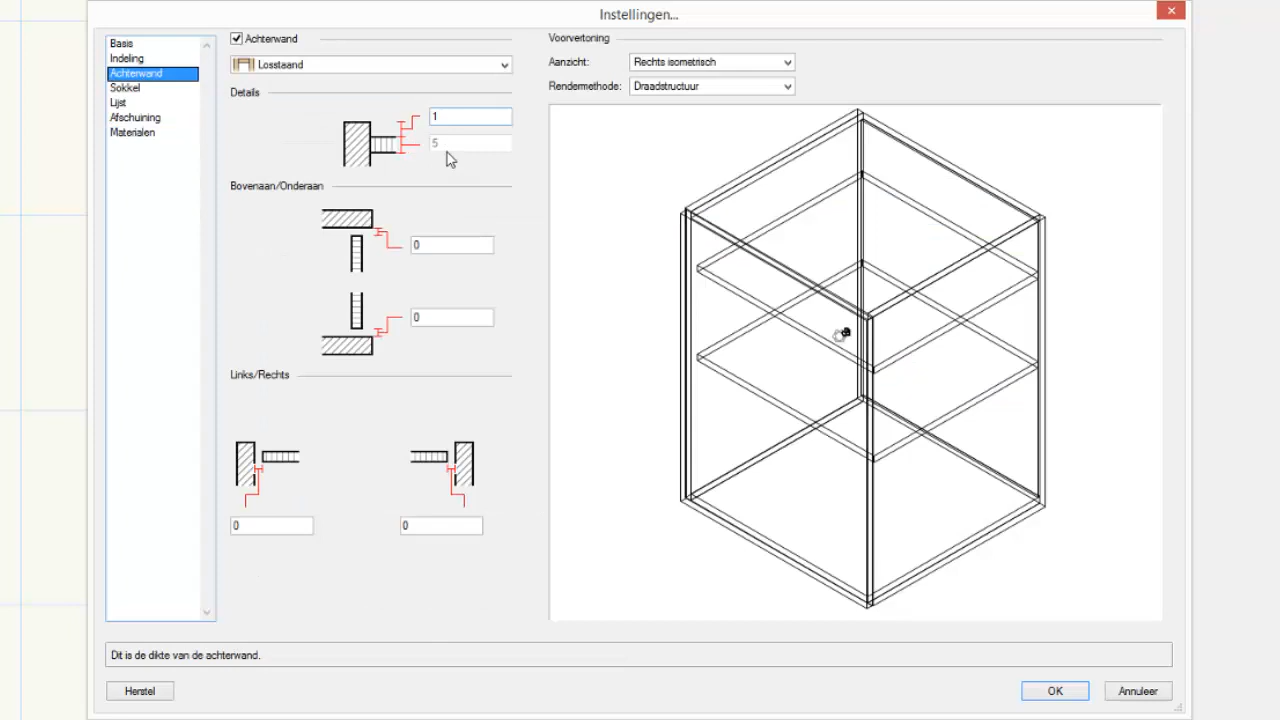 Instellingen...
Basis
Indeling
Achterwand
Sokkel
Lijst
Afschuining
Materialen
Achterwand
Losstaand
Details
1
5
Bovenaan/Onderaan
0
0
Links/Rechts
0
0
Voorvertoning
Aanzicht:
Rechts isometrisch
Rendemethode:
Draadstructuur
Dit is de dikte van de achterwand.
Herstel
OK
Annuleer